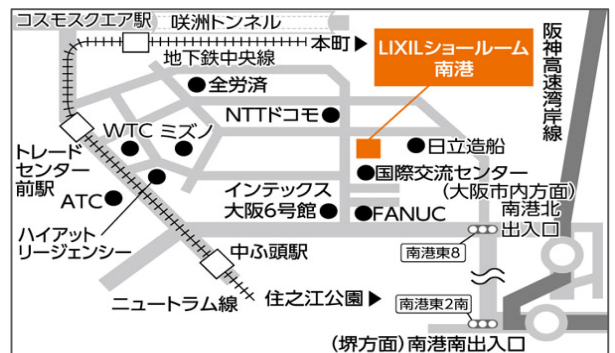 コスモスクエア駅
咲洲トンネル
本町▶
地下鉄中央線
LIXILショールーム
南港
阪神高速湾岸線
全労済
NTTドコモ
WTC
ミズノ
日立造船
トレード
センター
前駅
国際交流センター
(大阪市内方面)
南港北
出入口
ATC
インテックス
大阪6号館
FANUC
ハイアット
リージェンシー
南港東8
中ふ頭駅
ニュートラム線
住之江公園▶
南港東2南
(堺方面)南港南出入口